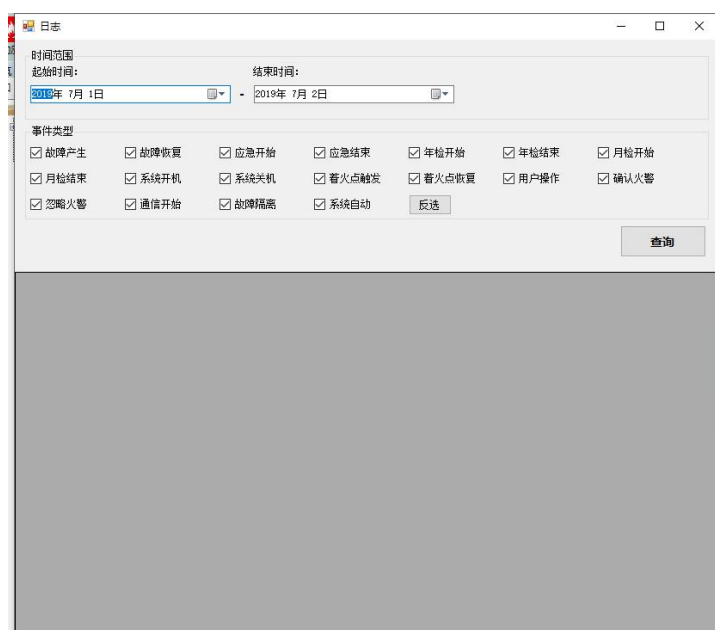 日志
时间范围
起始时间: 结束时间:
2019年 7月 1日 - 2019年 7月 2日
事件类型
故障产生 故障恢复 应急开始 应急结束 年检开始 年检结束 月检开始
月检结束 系统开机 系统关机 着火点触发 着火点恢复 用户操作 确认火警
忽略火警 通信开始 故障隔离 系统自动 反选
查询